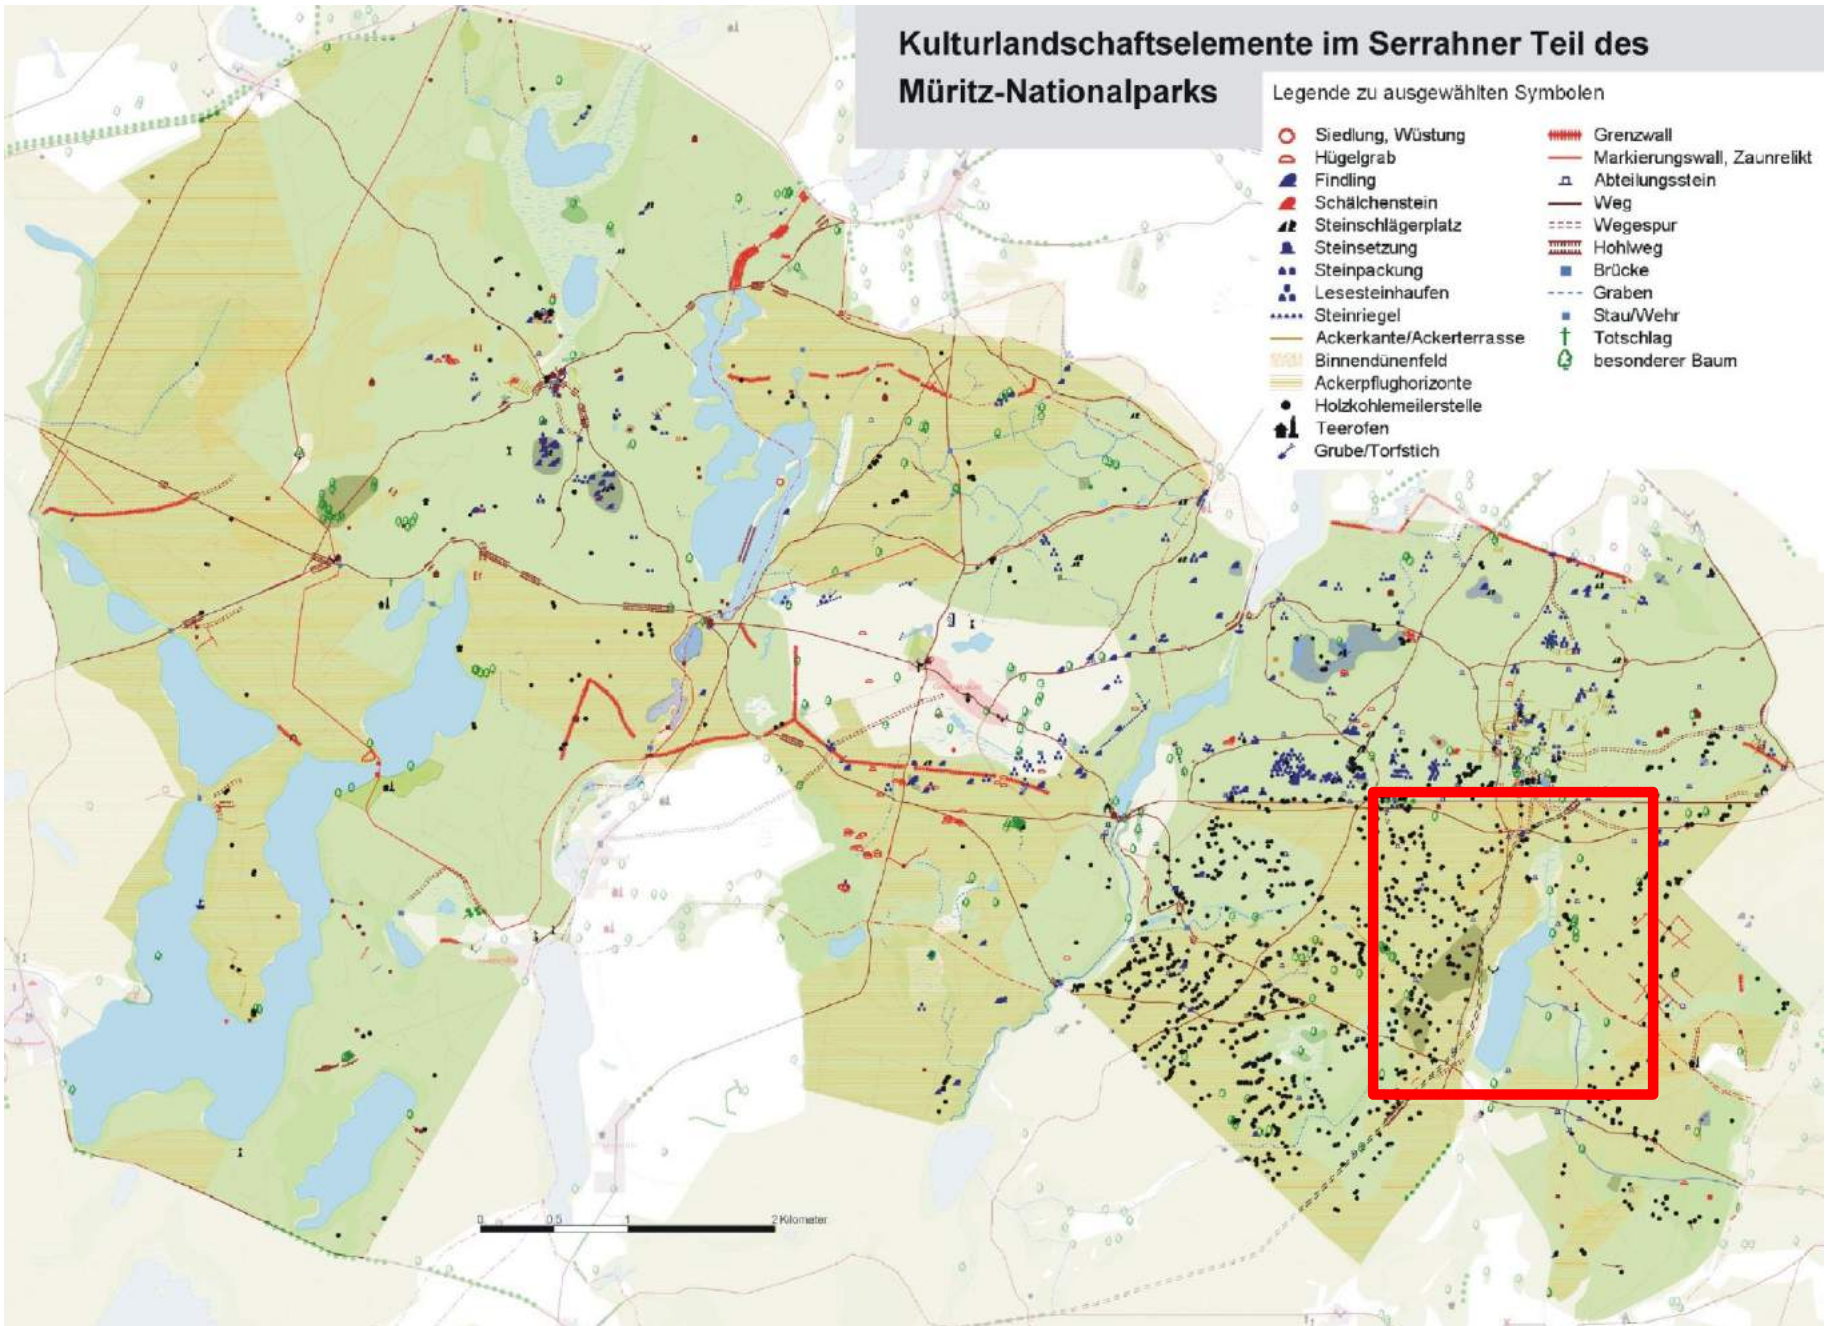 Kulturlandschaftselemente im Serrahner Teil des
Müritz-Nationalparks
Legende zu ausgewählten Symbolen
Siedlung, Wüstung
Hügelgrab
Findling
Schälchenstein
Steinschlägerplatz
Steinsetzung
Steinpackung
Lesesteinhaufen
Steinriegel
Ackerkante/Ackerterrasse
Binnendünenfeld
Ackerpflughorizonte
Holzkohlemeilerstelle
Teerofen
Grube/Torfstich
Grenzwall
Markierungswall, Zaunrelikt
Abteilungsstein
Weg
Wegespur
Hohlweg
Brücke
Graben
Stau/Wehr
Totschlag
besonderer Baum
0 0.5 1 2 Kilometer